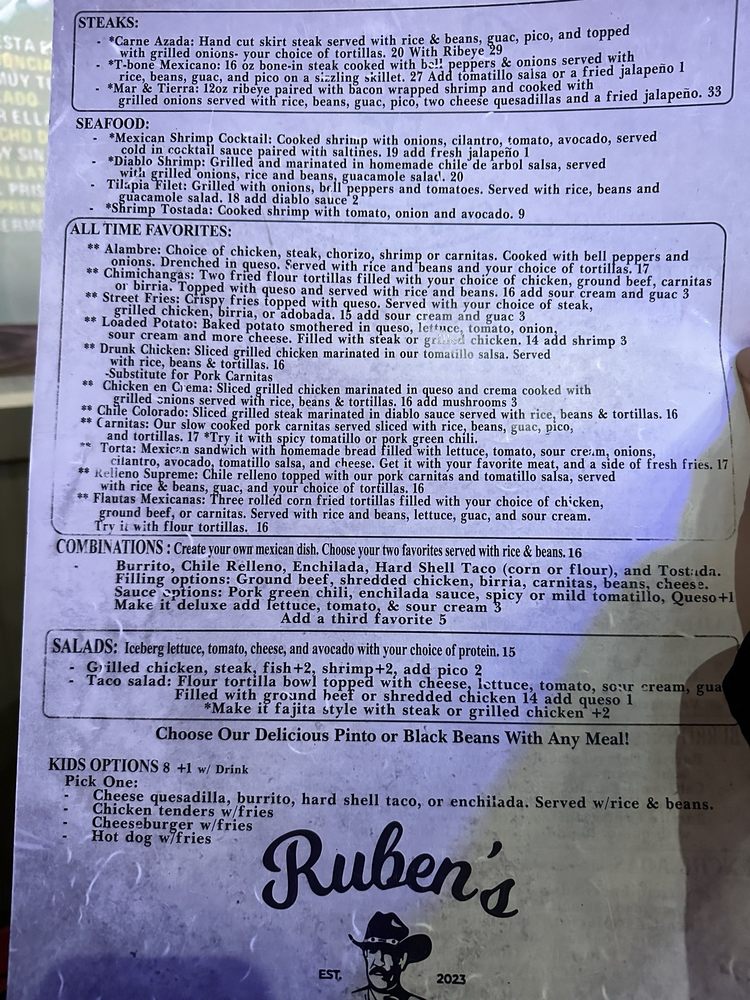 STEAKS:
- *Carne Azada: Hand cut skirt steak served with rice & beans, guac, pico, and topped
with grilled onions- your choice of tortillas. 20 With Ribeye 29
- *T-bone Mexicano: 16 oz bone-in steak cooked with bell peppers & onions served with
rice, beans, guac, and pico on a sizzling skillet. 27 Add tomatillo salsa or a fried jalapeño 1
- *Mar & Tierra: 12oz ribeye paired with bacon wrapped shrimp and cooked with
grilled onions served with rice, beans, guac, pico, two cheese quesadillas and a fried jalapeño. 33
SEAFOOD:
- *Mexican Shrimp Cocktail: Cooked shrimp with onions, cilantro, tomato, avocado, served
cold in cocktail sauce paired with saltines. 19 add fresh jalapeño 1
- *Diablo Shrimp: Grilled and marinated in homemade chile de arbol salsa, served
with grilled onions, rice and beans, guacamole salad. 20
- Tilapia Filet: Grilled with onions, bell peppers and tomatoes. Served with rice, beans and
guacamole salad. 18 add diablo sauce 2
- *Shrimp Tostada: Cooked shrimp with tomato, onion and avocado. 9
ALL TIME FAVORITES:
** Alambre: Choice of chicken, steak, chorizo, shrimp or carnitas. Cooked with bell peppers and
onions. Drenched in queso. Served with rice and beans and your choice of tortillas. 17
** Chimichangas: Two fried flour tortillas filled with your choice of chicken, ground beef, carnitas
or birria. Topped with queso and served with rice and beans. 16 add sour cream and guac 3
** Street Fries: Crispy fries topped with queso. Served with your choice of steak,
grilled chicken, birria, or adobada. 15 add sour cream and guac 3
** Loaded Potato: Baked potato smothered in queso, lettuce, tomato, onion,
sour cream and more cheese. Filled with steak or grilled chicken. 14 add shrimp 3
** Drunk Chicken: Sliced grilled chicken marinated in our tomatillo salsa. Served
with rice, beans & tortillas. 16
-Substitute for Pork Carnitas
** Chicken en Crema: Sliced grilled chicken marinated in queso and crema cooked with
grilled onions served with rice, beans & tortillas. 16 add mushrooms 3
** Chile Colorado: Sliced grilled steak marinated in diablo sauce served with rice, beans & tortillas. 16
** Carnitas: Our slow cooked pork carnitas served sliced with rice, beans, guac, pico,
and tortillas. 17 *Try it with spicy tomatillo or pork green chili.
** Torta: Mexican sandwich with homemade bread filled with lettuce, tomato, sour cream, onions,
cilantro, avocado, tomatillo salsa, and cheese. Get it with your favorite meat, and a side of fresh fries. 17
** Relleno Supreme: Chile relleno topped with our pork carnitas and tomatillo salsa, served
with rice & beans, guac, and your choice of tortillas. 16
** Flautas Mexicanas: Three rolled corn fried tortillas filled with your choice of chicken,
ground beef, or carnitas. Served with rice and beans, lettuce, guac, and sour cream.
Try it with flour tortillas. 16
COMBINATIONS : Create your own mexican dish. Choose your two favorites served with rice & beans. 16
- Burrito, Chile Relleno, Enchilada, Hard Shell Taco (corn or flour), and Tostada.
Filling options: Ground beef, shredded chicken, birria, carnitas, beans, cheese.
Sauce options: Pork green chili, enchilada sauce, spicy or mild tomatillo, Queso+1
Make it deluxe add lettuce, tomato, & sour cream 3
Add a third favorite 5
SALADS: Iceberg lettuce, tomato, cheese, and avocado with your choice of protein. 15
- Grilled chicken, steak, fish+2, shrimp+2, add pico 2
- Taco salad: Flour tortilla bowl topped with cheese, lettuce, tomato, sour cream, gua
Filled with ground beef or shredded chicken 14 add queso 1
*Make it fajita style with steak or grilled chicken +2
Choose Our Delicious Pinto or Black Beans With Any Meal!
KIDS OPTIONS 8 +1 w/ Drink
Pick One:
- Cheese quesadilla, burrito, hard shell taco, or enchilada. Served w/rice & beans.
- Chicken tenders w/fries
- Cheeseburger w/fries
- Hot dog w/fries
Ruben's
EST. 2023